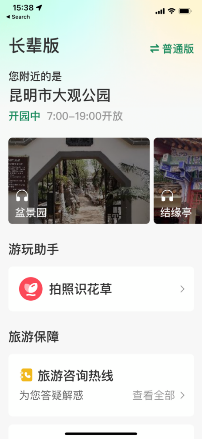 15:38
Search
长辈版
普通版
您附近的是
昆明市大观公园
开园中 7:00-19:00开放
盆景园
结缘亭
游玩助手
拍照识花草
旅游保障
旅游咨询热线
为您答疑解惑 查看全部